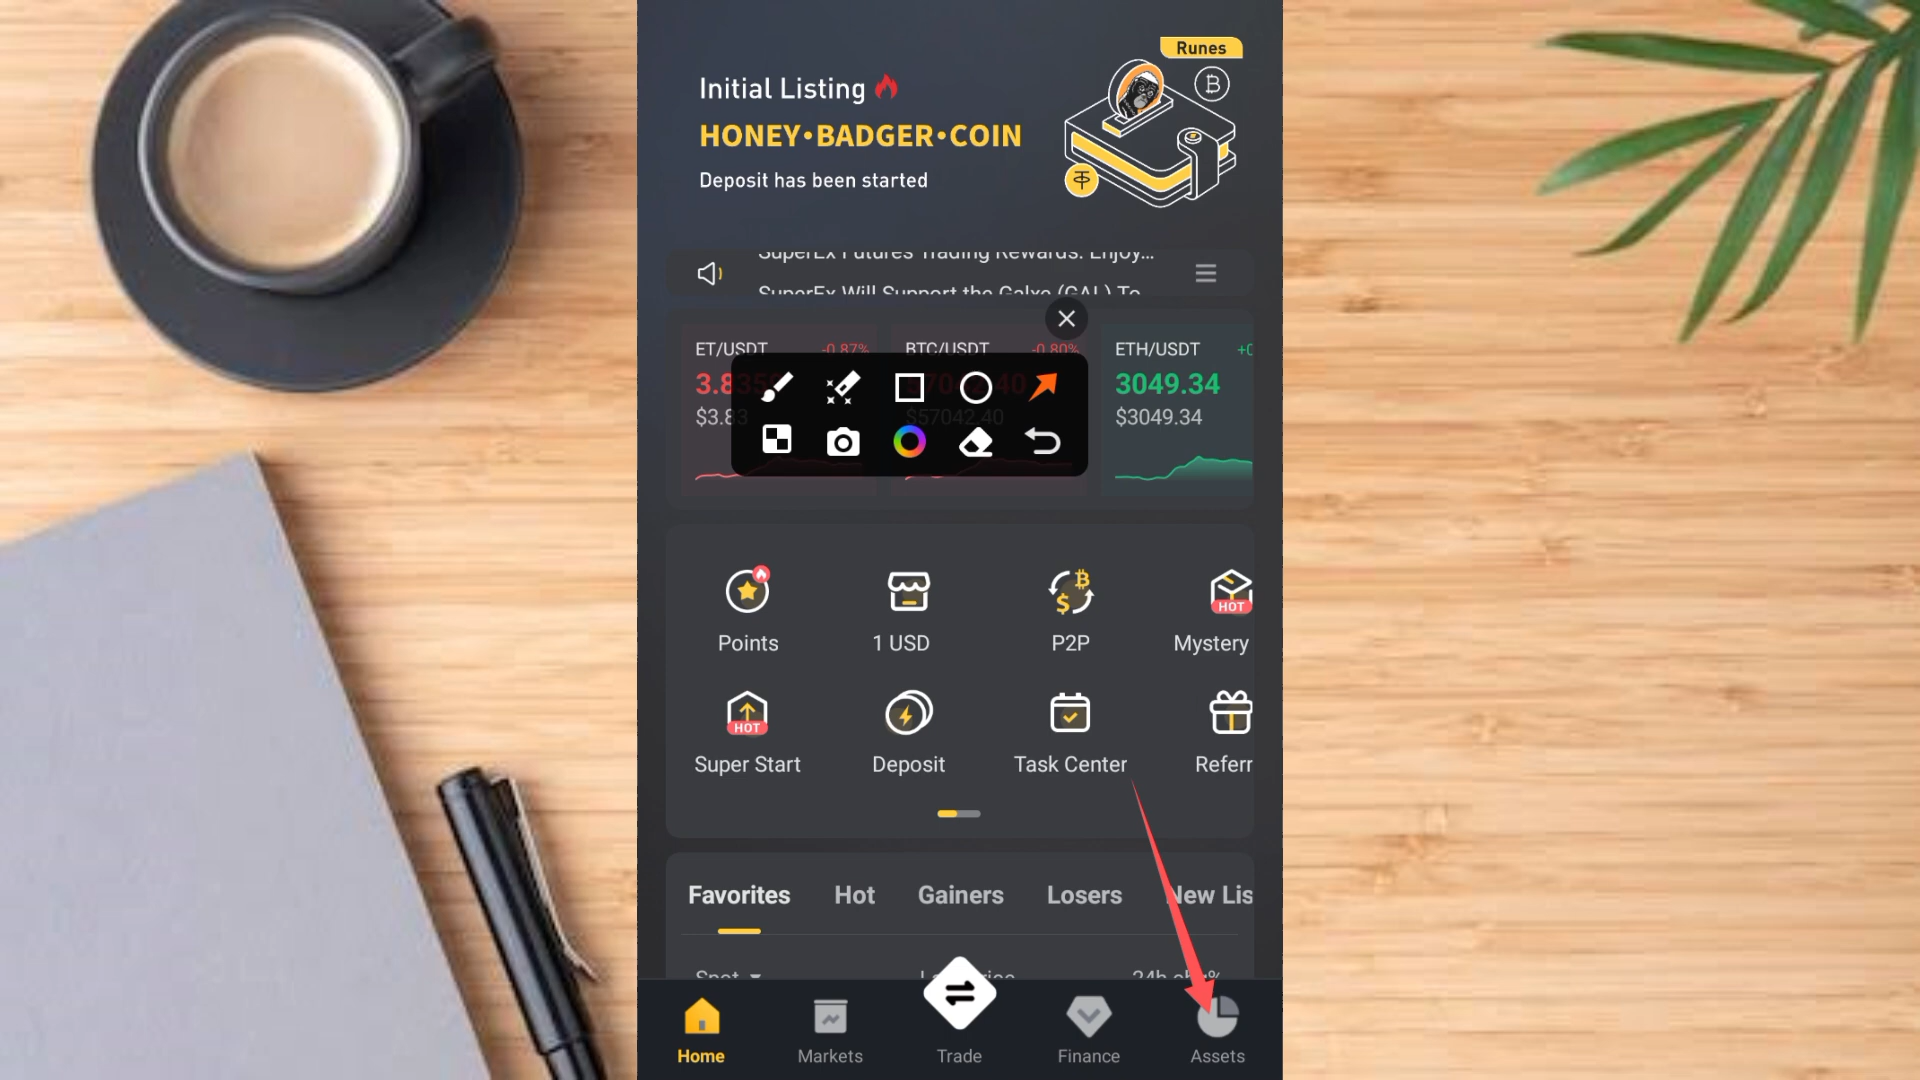 Runes
Initial Listing
HONEY•BADGER•COIN
Deposit has been started
SuperEx Futures Trading Rewards: Enjoy...
SuperEx Will Support the Galxe (GAL) To
ET/USDT -0.87%
BTC/USDT -0.80%
ETH/USDT +0
3.8
3049.34
$3.83
$57042.40
$3049.34
Points
1 USD
P2P
HOT
Mystery
HOT
Super Start
Deposit
Task Center
Referr
Favorites
Hot
Gainers
Losers
New Lis
Spot
24h chg%
Home
Markets
Trade
Finance
Assets